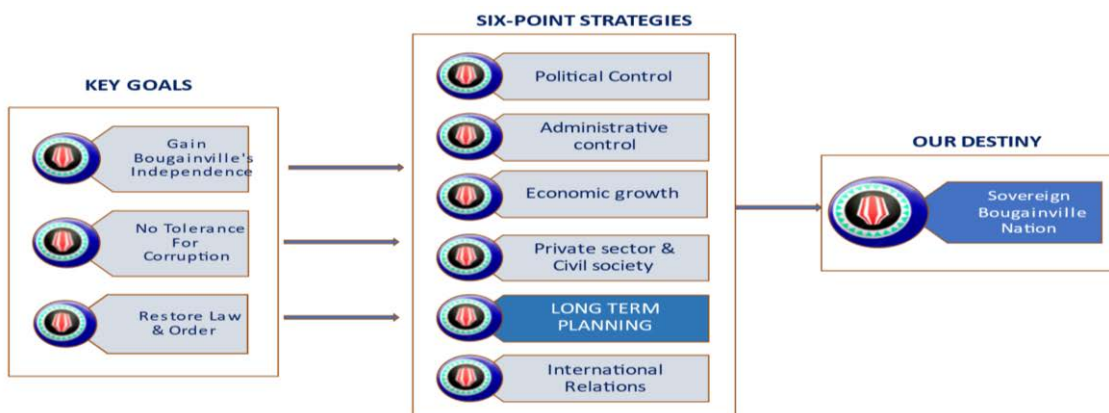 KEY GOALS
Gain
Bougainville's
Independence
No Tolerance
For
Corruption
Restore Law
& Order
SIX-POINT STRATEGIES
Political Control
Administrative
control
Economic growth
Private sector &
Civil society
LONG TERM
PLANNING
International
Relations
OUR DESTINY
Sovereign
Bougainville
Nation